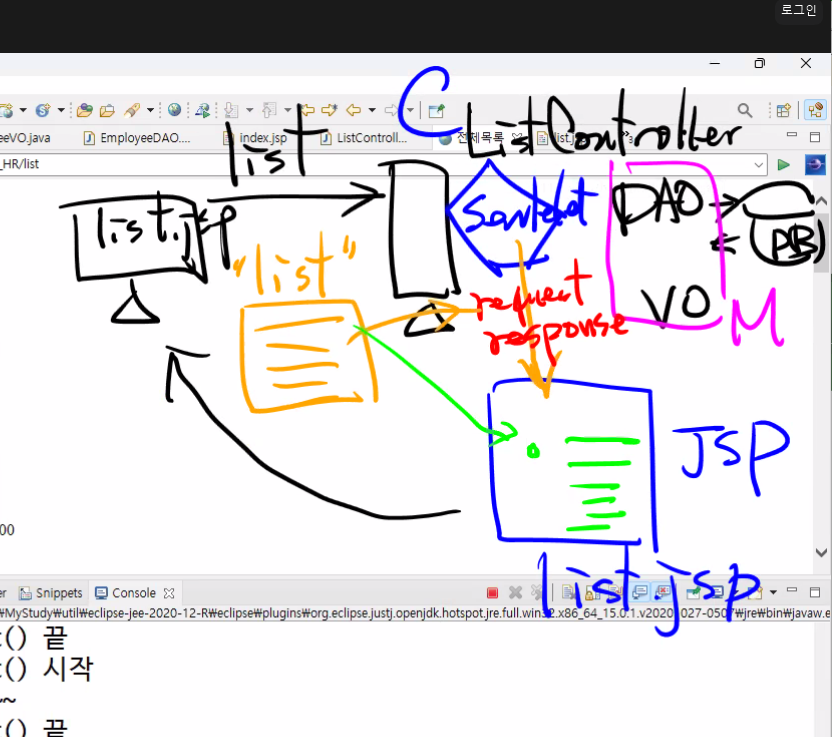 로그인
eeVO.java
EmployeeDAO....
index.jsp
ListControll...
전체목록
list.j
_HR/list
C
ListController
list
list.jsp
Servlet
DAO
DB
VO
M
"list"
request
response
JSP
list.jsp
00
er
Snippets
Console
₩MyStudy₩util₩eclipse-jee-2020-12-R₩eclipse₩plugins₩org.eclipse.justj.openjdk.hotspot.jre.full.win32.x86_64_15.0.1.v20201027-0507₩jre₩bin₩javaw.e
t() 끝
t() 시작
~~
t() 끝